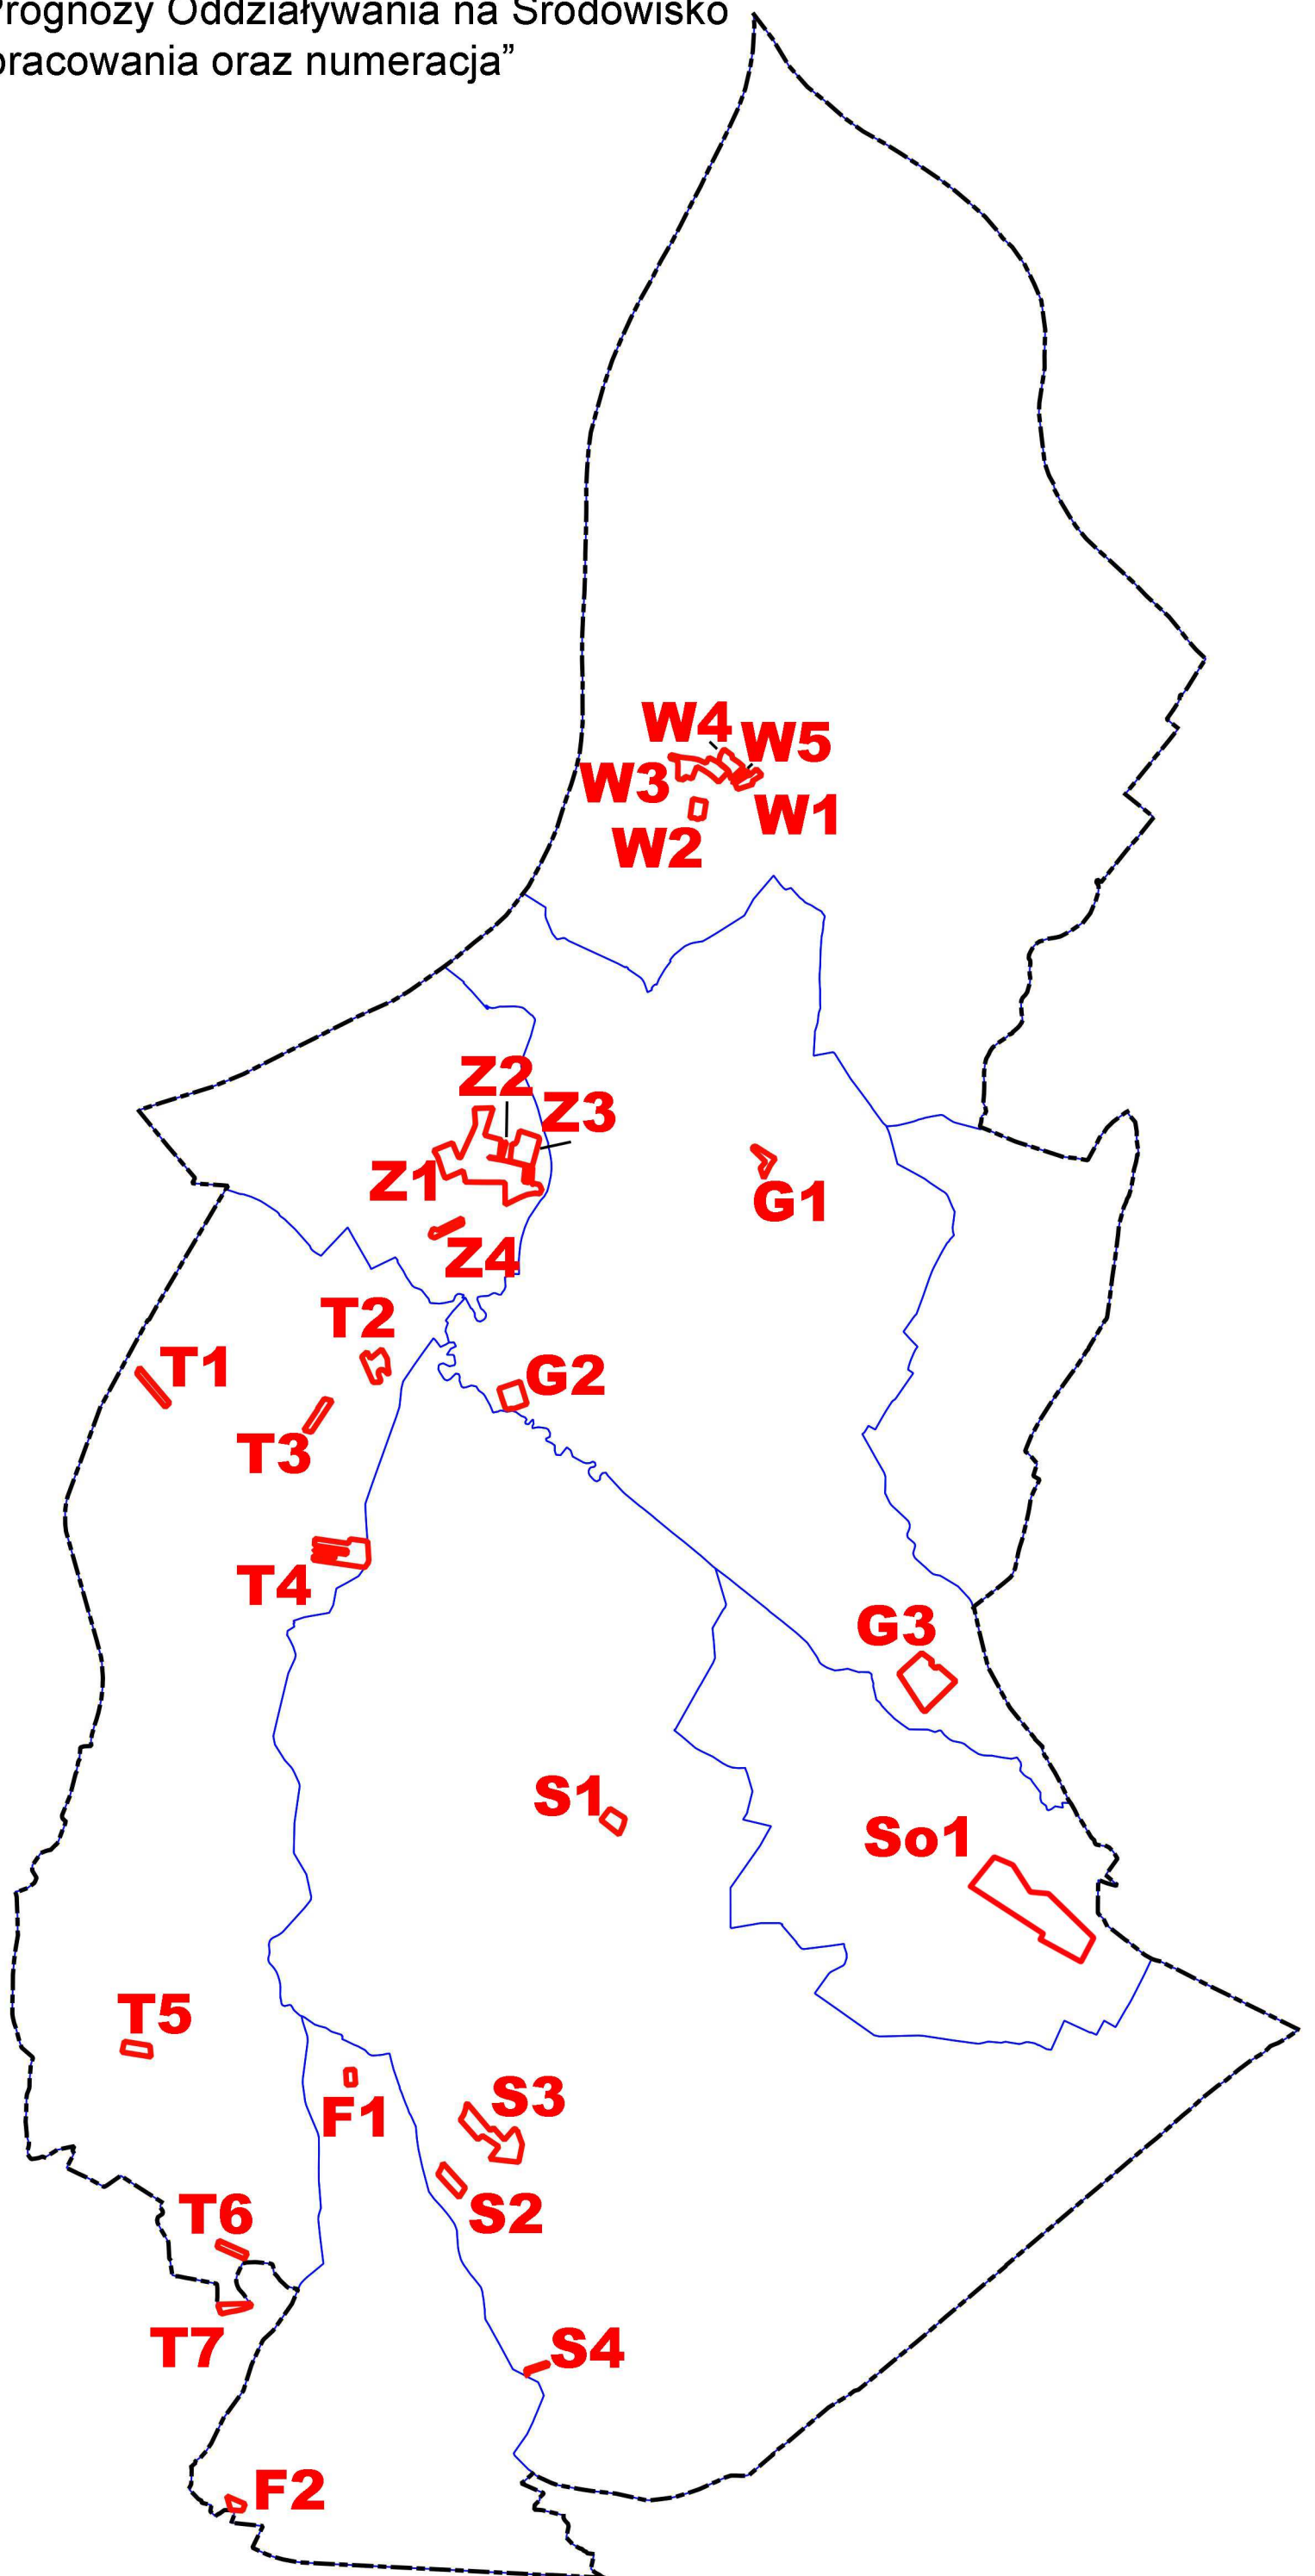 Prognozy Oddziaływania na Środowisko
pracowania oraz numeracja”
W4
W5
W3
W1
W2
Z2
Z3
Z1
G1
Z4
T2
T1
G2
T3
T4
G3
S1
So1
T5
S3
F1
S2
T6
T7
S4
F2